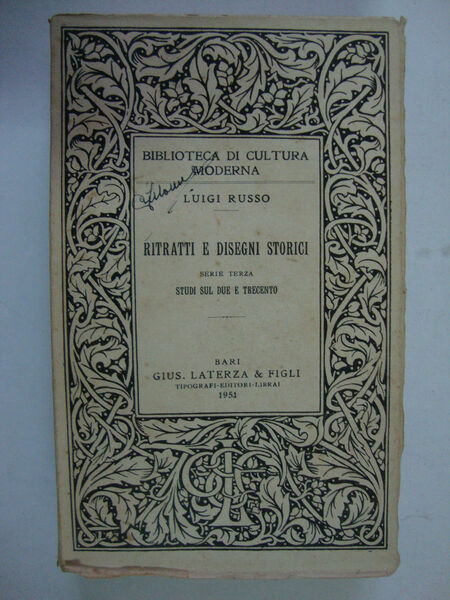 BIBLIOTECA DI CULTURA
MODERNA
LUIGI RUSSO
RITRATTI E DISEGNI STORICI
SERIE TERZA
STUDI SUL DUE E TRECENTO
BARI
GIUS. LATERZA & FIGLI
TIPOGRAFI-EDITORI-LIBRAI
1951